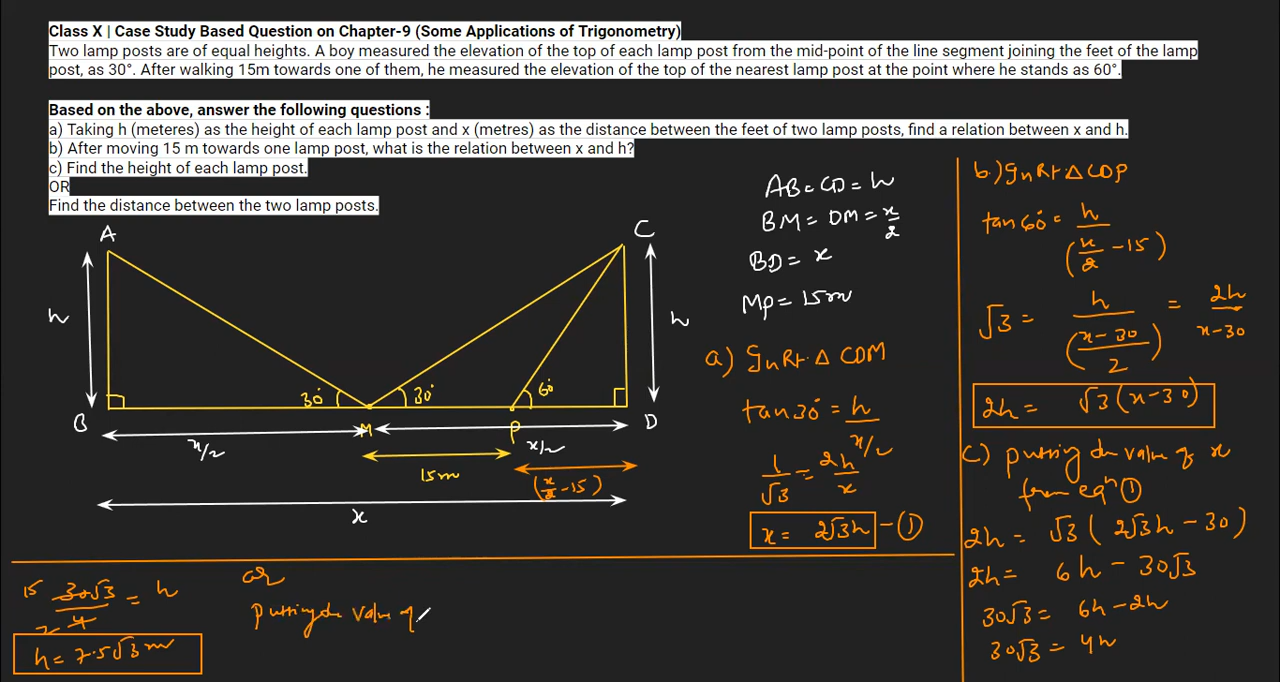 Class X | Case Study Based Question on Chapter-9 (Some Applications of Trigonometry)
Two lamp posts are of equal heights. A boy measured the elevation of the top of each lamp post from the mid-point of the line segment joining the feet of the lamp
post, as 30°. After walking 15m towards one of them, he measured the elevation of the top of the nearest lamp post at the point where he stands as 60°.
Based on the above, answer the following questions :
a) Taking h (meteres) as the height of each lamp post and x (metres) as the distance between the feet of two lamp posts, find a relation between x and h.
b) After moving 15 m towards one lamp post, what is the relation between x and h?
c) Find the height of each lamp post.
OR
Find the distance between the two lamp posts.
A
C
h
h
30°
30°
60°
B
M
P
D
x/2
x/2
15m
(x/2 - 15)
x
AB = CD = h
BM = DM = x/2
BD = x
MP = 15m
a) In Rt. △ CDM
tan 30° = h
x/2
1/√3 = 2h/x
x = 2√3h - ①
b.) In Rt △ CDP
tan 60° = h
(x/2 - 15)
√3 = h/((x - 30)/2) = 2h/x-30
2h = √3(x-30)
c) putting the value of x
from eqⁿ ①
2h = √3 ( 2√3h - 30)
2h = 6h - 30√3
30√3 = 6h - 2h
30√3 = 4h
15 30√3 = h
2 4
h = 7.5√3 m
or
putting the value of